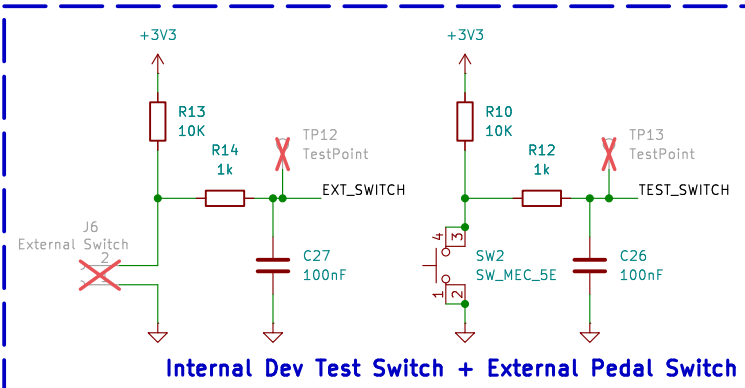 +3V3
+3V3
R13
10K
R10
10K
TP12
TestPoint
TP13
TestPoint
R14
1k
R12
1k
EXT_SWITCH
TEST_SWITCH
J6
External Switch
2
4
3
SW2
SW_MEC_5E
1
2
C27
100nF
C26
100nF
Internal Dev Test Switch + External Pedal Switch